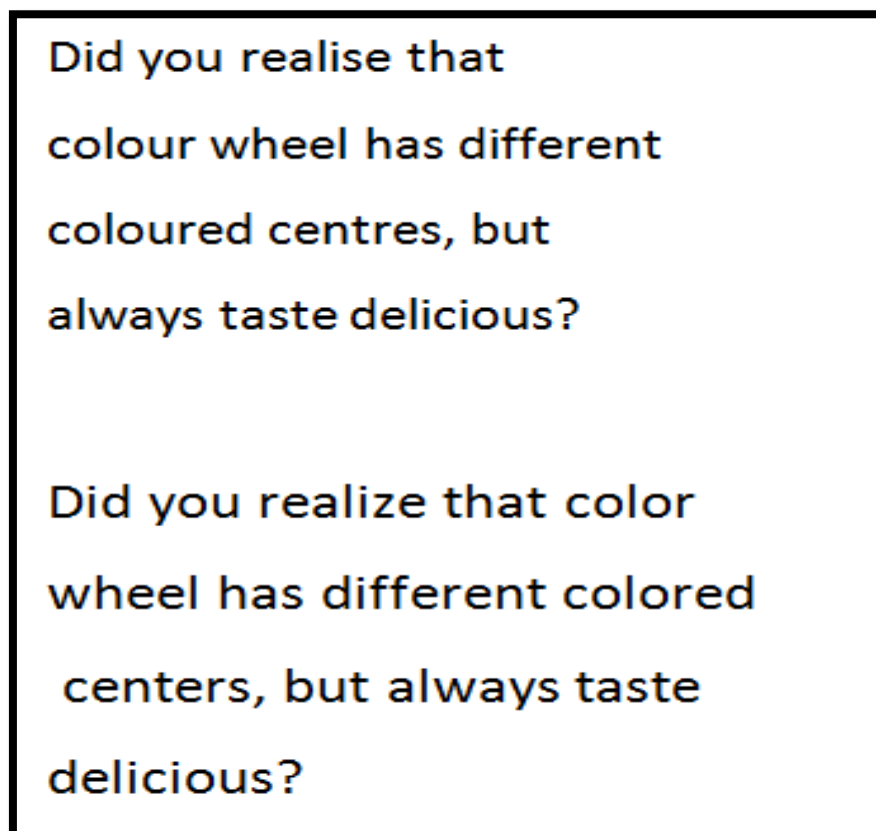 Did you realise that
colour wheel has different
coloured centres, but
always taste delicious?
Did you realize that color
wheel has different colored
centers, but always taste
delicious?